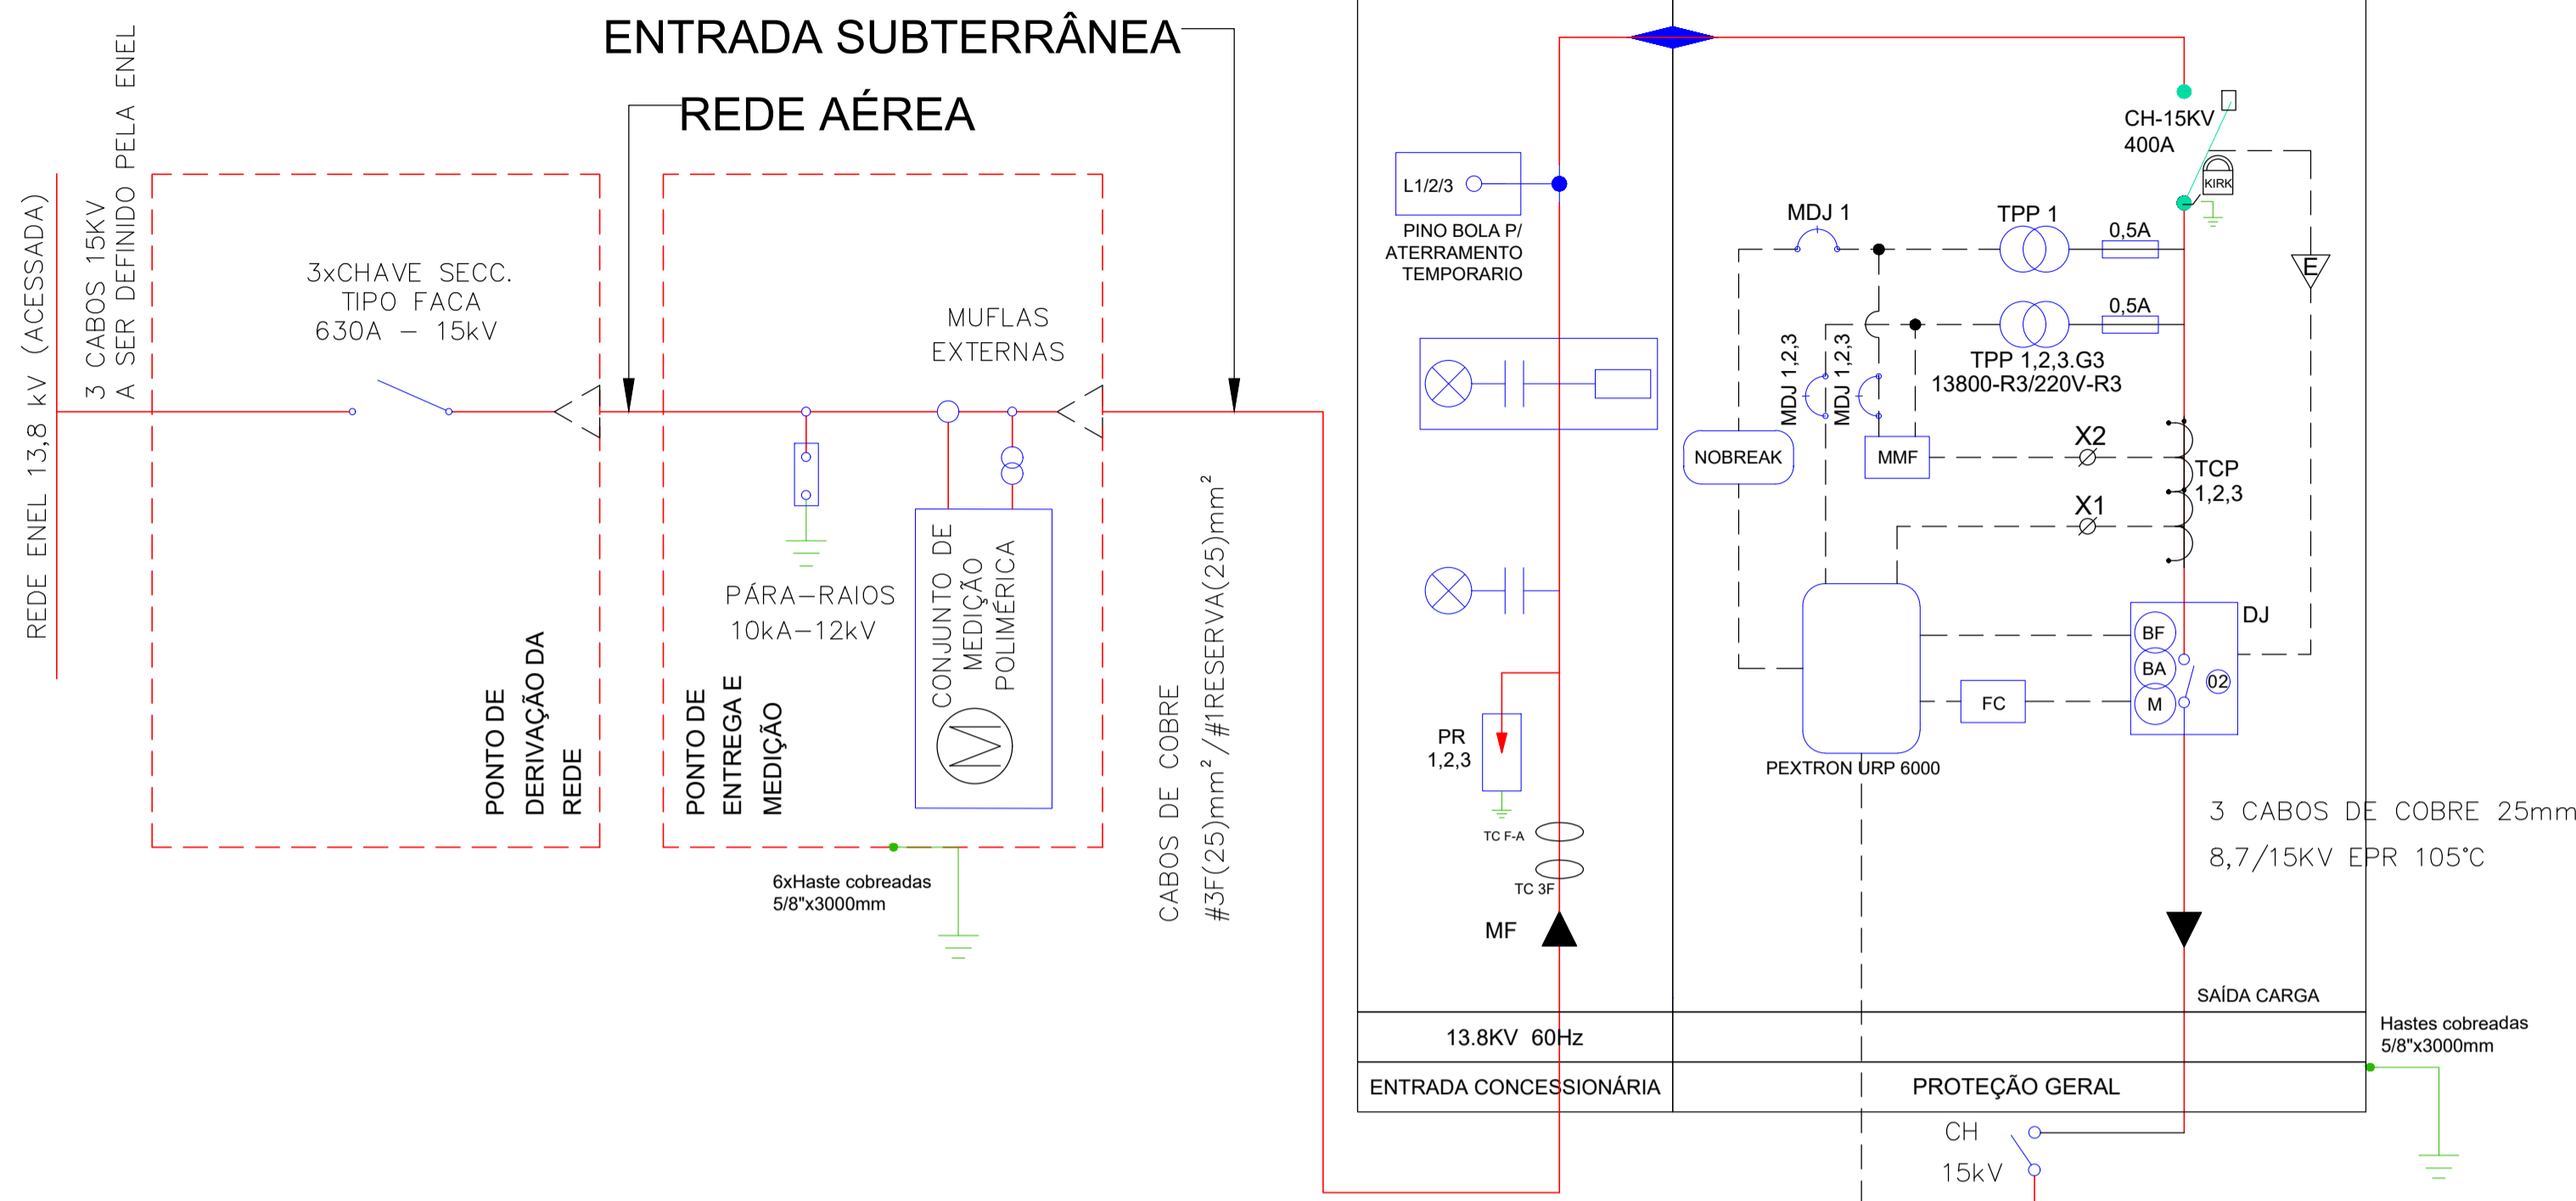 ENTRADA SUBTERRÂNEA
REDE AÉREA
REDE ENEL 13,8 kV (ACESSADA)
3 CABOS 15KV
A SER DEFINIDO PELA ENEL
3xCHAVE SECC.
TIPO FACA
630A – 15kV
PONTO DE
DERIVAÇÃO DA
REDE
MUFLAS
EXTERNAS
PÁRA–RAIOS
10kA–12kV
CONJUNTO DE
MEDIÇÃO
POLIMÉRICA
M
PONTO DE
ENTREGA E
MEDIÇÃO
6xHaste cobreadas
5/8"x3000mm
CABOS DE COBRE
#3F(25)mm²/#1RESERVA(25)mm²
L1/2/3
PINO BOLA P/
ATERRAMENTO
TEMPORARIO
PR
1,2,3
TC F-A
TC 3F
MF
13.8KV 60Hz
ENTRADA CONCESSIONÁRIA
CH-15KV
400A
KIRK
E
MDJ 1
TPP 1
0,5A
0,5A
TPP 1,2,3.G3
13800-R3/220V-R3
MDJ 1,2,3
MDJ 1,2,3
NOBREAK
MMF
X2
X1
TCP
1,2,3
DJ
BF
BA
M
02
FC
PEXTRON URP 6000
3 CABOS DE COBRE 25mm
8,7/15KV EPR 105°C
SAÍDA CARGA
PROTEÇÃO GERAL
Hastes cobreadas
5/8"x3000mm
CH
15kV